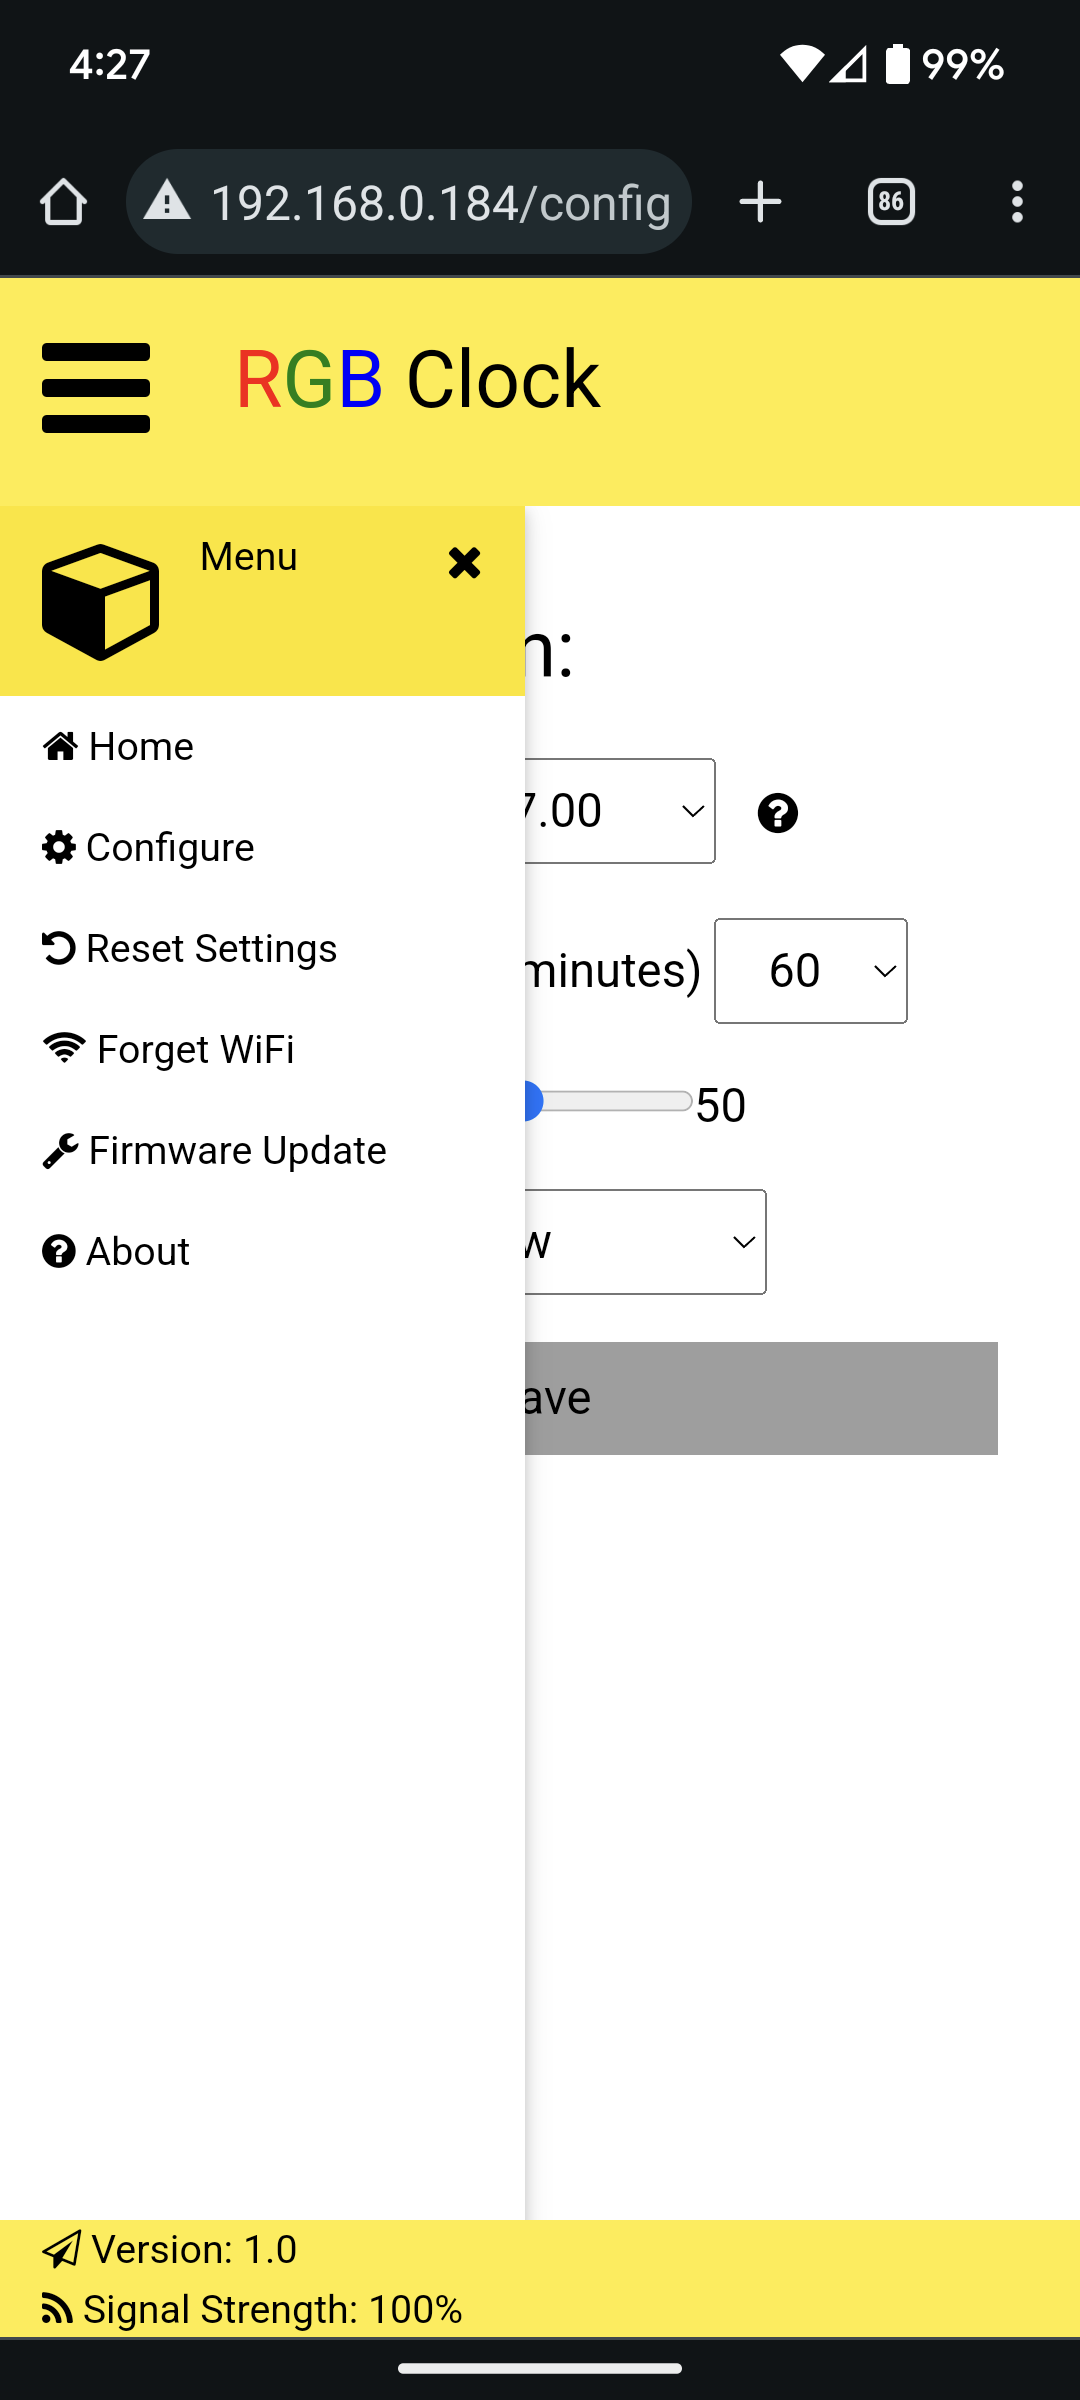 4:27
99%
192.168.0.184/config
86
RGB Clock
Menu
Home
Configure
Reset Settings
Forget WiFi
Firmware Update
About
n:
7.00
minutes)
60
50
w
ave
Version: 1.0
Signal Strength: 100%